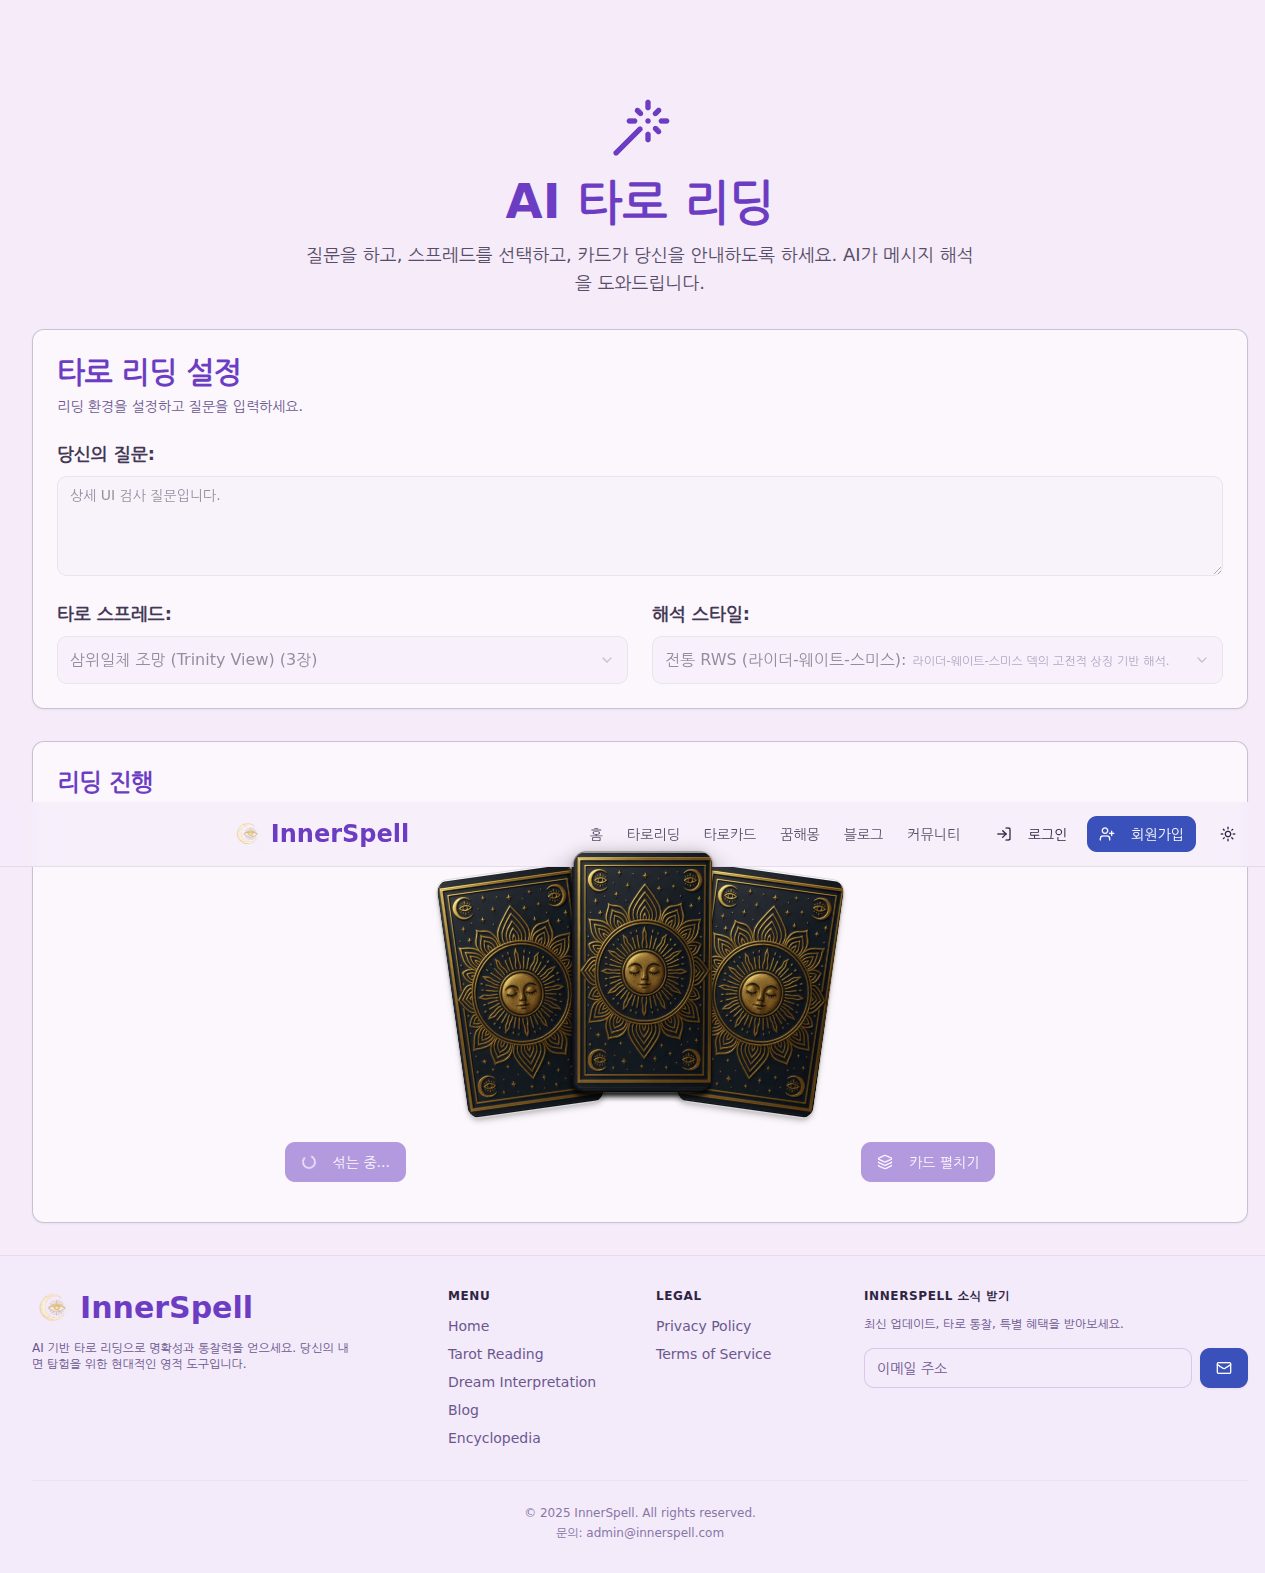 AI 타로 리딩
질문을 하고, 스프레드를 선택하고, 카드가 당신을 안내하도록 하세요. AI가 메시지 해석
을 도와드립니다.
타로 리딩 설정
리딩 환경을 설정하고 질문을 입력하세요.
당신의 질문:
상세 UI 검사 질문입니다.
타로 스프레드:
해석 스타일:
삼위일체 조망 (Trinity View) (3장)
전통 RWS (라이더-웨이트-스미스): 라이더-웨이트-스미스 덱의 고전적 상징 기반 해석.
리딩 진행
InnerSpell 홈 타로리딩 타로카드 꿈해몽 블로그 커뮤니티 로그인 회원가입
섞는 중...
카드 펼치기
InnerSpell
AI 기반 타로 리딩으로 명확성과 통찰력을 얻으세요. 당신의 내
면 탐험을 위한 현대적인 영적 도구입니다.
MENU
Home
Tarot Reading
Dream Interpretation
Blog
Encyclopedia
LEGAL
Privacy Policy
Terms of Service
INNERSPELL 소식 받기
최신 업데이트, 타로 통찰, 특별 혜택을 받아보세요.
이메일 주소
© 2025 InnerSpell. All rights reserved.
문의: admin@innerspell.com